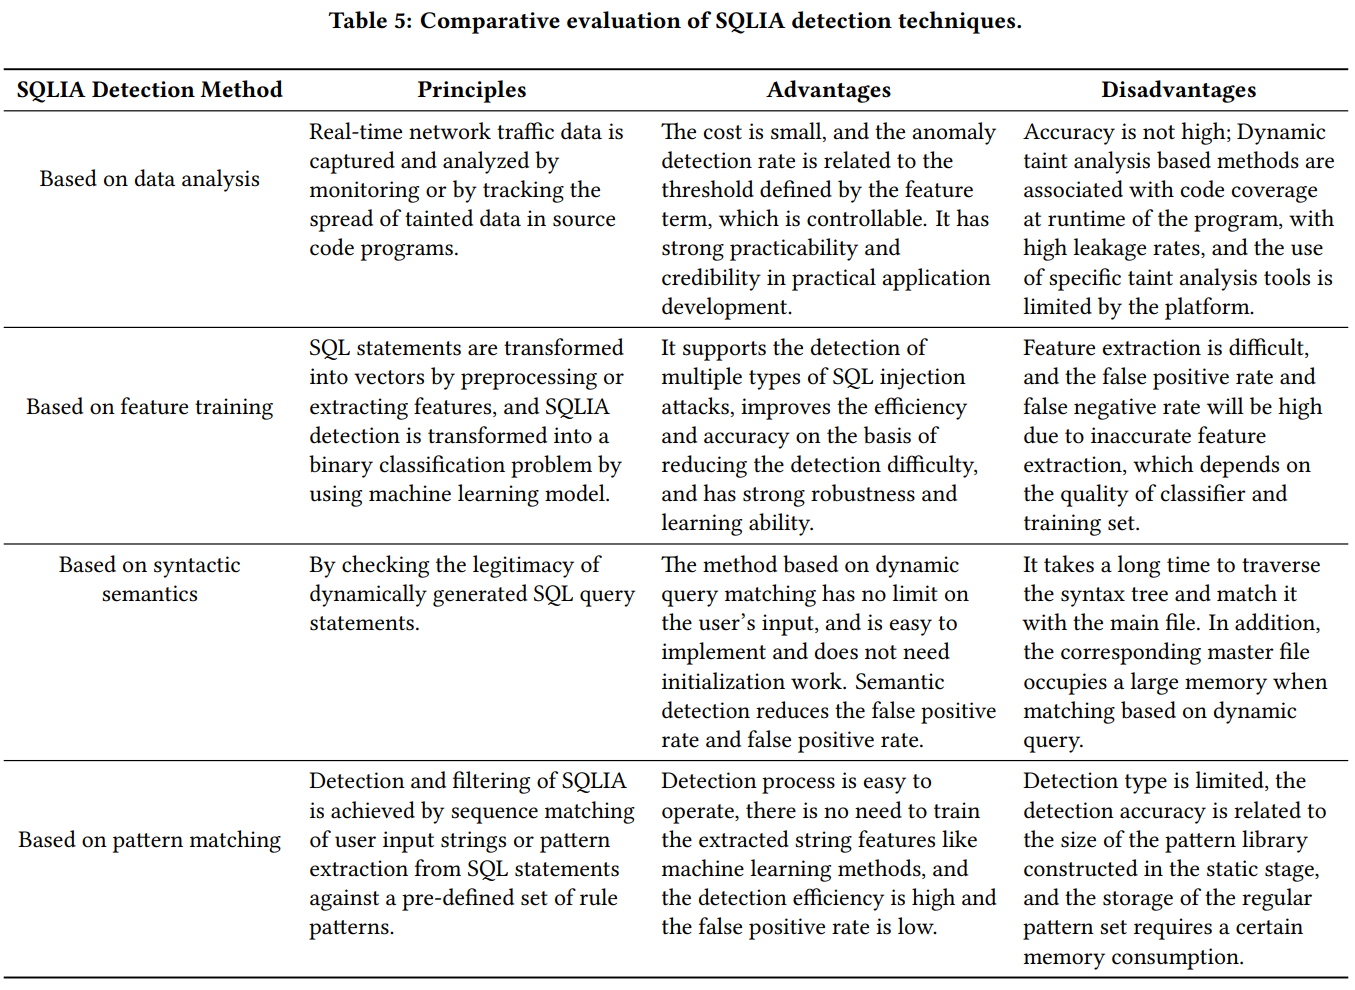 Table 5: Comparative evaluation of SQLIA detection techniques.
SQLIA Detection Method
Principles
Advantages
Disadvantages
Based on data analysis
Real-time network traffic data is
captured and analyzed by
monitoring or by tracking the
spread of tainted data in source
code programs.
The cost is small, and the anomaly
detection rate is related to the
threshold defined by the feature
term, which is controllable. It has
strong practicability and
credibility in practical application
development.
Accuracy is not high; Dynamic
taint analysis based methods are
associated with code coverage
at runtime of the program, with
high leakage rates, and the use
of specific taint analysis tools is
limited by the platform.
Based on feature training
SQL statements are transformed
into vectors by preprocessing or
extracting features, and SQLIA
detection is transformed into a
binary classification problem by
using machine learning model.
It supports the detection of
multiple types of SQL injection
attacks, improves the efficiency
and accuracy on the basis of
reducing the detection difficulty,
and has strong robustness and
learning ability.
Feature extraction is difficult,
and the false positive rate and
false negative rate will be high
due to inaccurate feature
extraction, which depends on
the quality of classifier and
training set.
Based on syntactic
semantics
By checking the legitimacy of
dynamically generated SQL query
statements.
The method based on dynamic
query matching has no limit on
the user's input, and is easy to
implement and does not need
initialization work. Semantic
detection reduces the false positive
rate and false positive rate.
It takes a long time to traverse
the syntax tree and match it
with the main file. In addition,
the corresponding master file
occupies a large memory when
matching based on dynamic
query.
Based on pattern matching
Detection and filtering of SQLIA
is achieved by sequence matching
of user input strings or pattern
extraction from SQL statements
against a pre-defined set of rule
patterns.
Detection process is easy to
operate, there is no need to train
the extracted string features like
machine learning methods, and
the detection efficiency is high and
the false positive rate is low.
Detection type is limited, the
detection accuracy is related to
the size of the pattern library
constructed in the static stage,
and the storage of the regular
pattern set requires a certain
memory consumption.